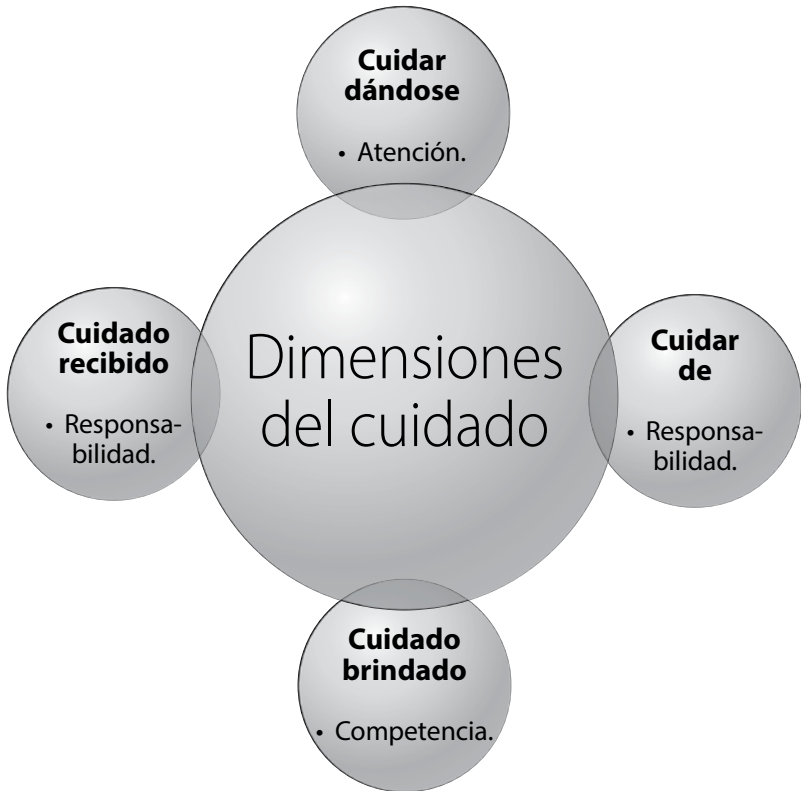 Cuidar
dándose
• Atención.
Cuidado
recibido
• Responsa-
bilidad.
Dimensiones
del cuidado
Cuidar
de
• Responsa-
bilidad.
Cuidado
brindado
• Competencia.